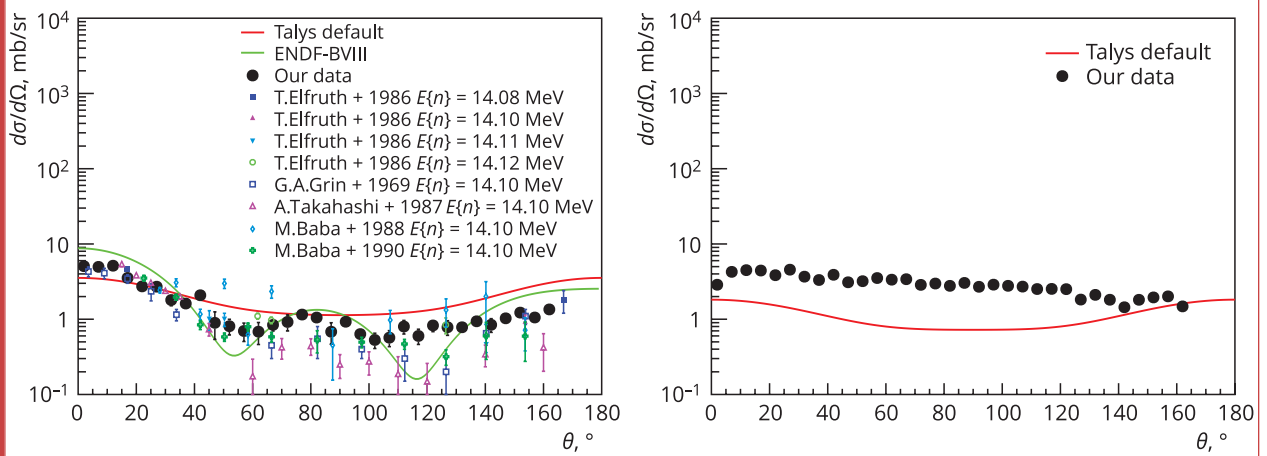 dσ/dΩ, mb/sr
10⁴
10³
10²
10
1
10⁻¹
Talys default
ENDF-BVIII
Our data
T.Elfruth + 1986 E{n} = 14.08 MeV
T.Elfruth + 1986 E{n} = 14.10 MeV
T.Elfruth + 1986 E{n} = 14.11 MeV
T.Elfruth + 1986 E{n} = 14.12 MeV
G.A.Grin + 1969 E{n} = 14.10 MeV
A.Takahashi + 1987 E{n} = 14.10 MeV
M.Baba + 1988 E{n} = 14.10 MeV
M.Baba + 1990 E{n} = 14.10 MeV
0 20 40 60 80 100 120 140 160 180
θ, °
dσ/dΩ, mb/sr
10⁴
10³
10²
10
1
10⁻¹
Talys default
Our data
0 20 40 60 80 100 120 140 160 180
θ, °